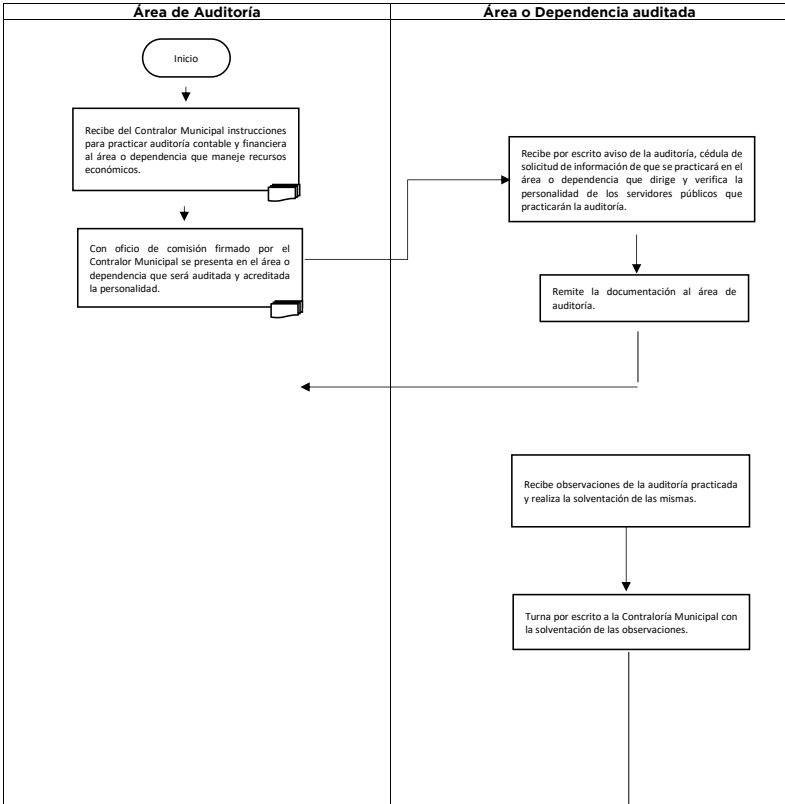 Área de Auditoría
Área o Dependencia auditada
Inicio
Recibe del Contralor Municipal instrucciones
para practicar auditoría contable y financiera
al área o dependencia que maneje recursos
económicos.
Con oficio de comisión firmado por el
Contralor Municipal se presenta en el área o
dependencia que será auditada y acreditada
la personalidad.
Recibe por escrito aviso de la auditoría, cédula de
solicitud de información de que se practicará en el
área o dependencia que dirige y verifica la
personalidad de los servidores públicos que
practicarán la auditoría.
Remite la documentación al área de
auditoría.
Recibe observaciones de la auditoría practicada
y realiza la solventación de las mismas.
Turna por escrito a la Contraloría Municipal con
la solventación de las observaciones.